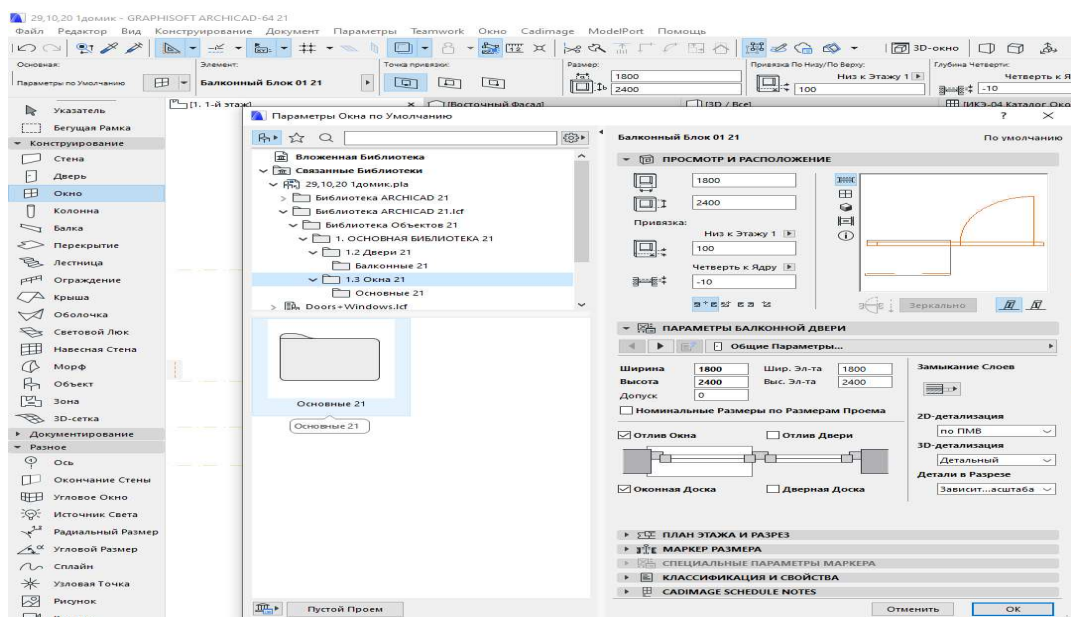 29,10,20 1домик - GRAPHISOFT ARCHICAD-64 21
Файл Редактор Вид Конструирование Документ Параметры Teamwork Окно Cadimage ModelPort Помощь
3D-окно
Основная: Элемент: Точка привязки: Размер: Привязка По Низу/По Верху: Глубина Четверти:
Параметры по Умолчанию Балконный Блок 01 21 1800 2400 Низ к Этажу 1 100 Четверть к Я -10
[1. 1-й этаж] [Восточный Фасад] [3D / Все] [ИКЭ-04 Каталог Око
Указатель
Бегущая Рамка
Конструирование
Стена
Дверь
Окно
Колонна
Балка
Перекрытие
Лестница
Ограждение
Крыша
Оболочка
Световой Люк
Навесная Стена
Морф
Объект
Зона
3D-сетка
Документирование
Разное
Ось
Окончание Стены
Угловое Окно
Источник Света
Радиальный Размер
Угловой Размер
Сплайн
Узловая Точка
Рисунок
Параметры Окна по Умолчанию ? ×
Вложенная Библиотека
Связанные Библиотеки
29,10,20 1домик.pla
Библиотека ARCHICAD 21
Библиотека ARCHICAD 21.lcf
Библиотека Объектов 21
1. ОСНОВНАЯ БИБЛИОТЕКА 21
1.2 Двери 21
Балконные 21
1.3 Окна 21
Основные 21
Doors+Windows.lcf
Основные 21
Основные 21
Пустой Проем
Балконный Блок 01 21 По умолчанию
ПРОСМОТР И РАСПОЛОЖЕНИЕ
1800
2400
Привязка:
Низ к Этажу 1
100
Четверть к Ядру
-10
Зеркально
ПАРАМЕТРЫ БАЛКОННОЙ ДВЕРИ
Общие Параметры...
Ширина 1800 Шир. Эл-та 1800
Высота 2400 Выс. Эл-та 2400
Допуск 0
Номинальные Размеры по Размерам Проема
Отлив Окна Отлив Двери
Оконная Доска Дверная Доска
Замыкание Слоев
2D-детализация
по ПМВ
3D-детализация
Детальный
Детали в Разрезе
Зависит...асштаба
ПЛАН ЭТАЖА И РАЗРЕЗ
МАРКЕР РАЗМЕРА
СПЕЦИАЛЬНЫЕ ПАРАМЕТРЫ МАРКЕРА
КЛАССИФИКАЦИЯ И СВОЙСТВА
CADIMAGE SCHEDULE NOTES
Отменить OK